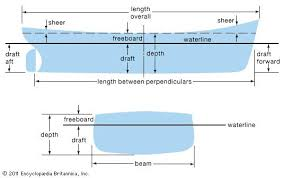 length
overall
sheer
sheer
freeboard
depth
waterline
draft
aft
draft
draft
forward
length between perpendiculars
freeboard
depth
waterline
draft
beam
© 2011 Encyclopædia Britannica, Inc.